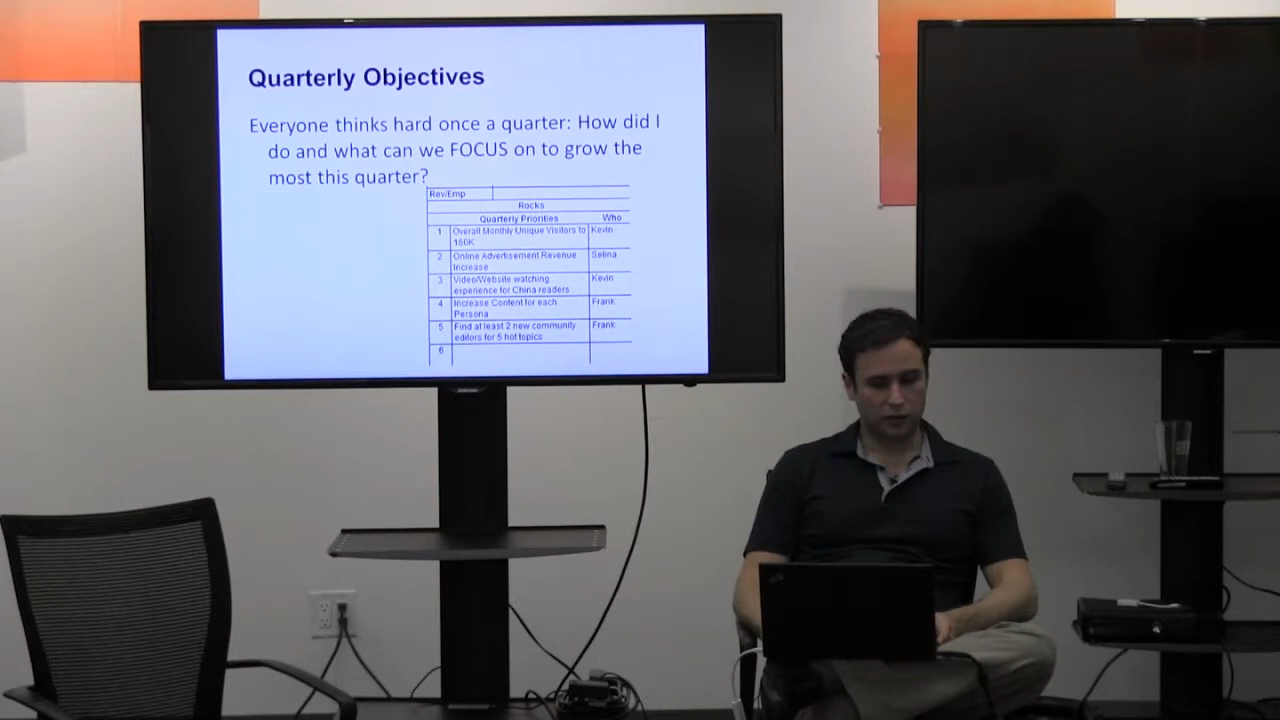 Quarterly Objectives
Everyone thinks hard once a quarter: How did I
do and what can we FOCUS on to grow the
most this quarter?
Rev/Emp
Rocks
Quarterly Priorities Who
1 Overall Monthly Unique Visitors to Kevin
160K
2 Online Advertisement Revenue Selina
Increase
3 Video/Website watching Kevin
experience for China readers
4 Increase Content for each Frank
Persona
5 Find at least 2 new community Frank
editors for 5 hot topics
6